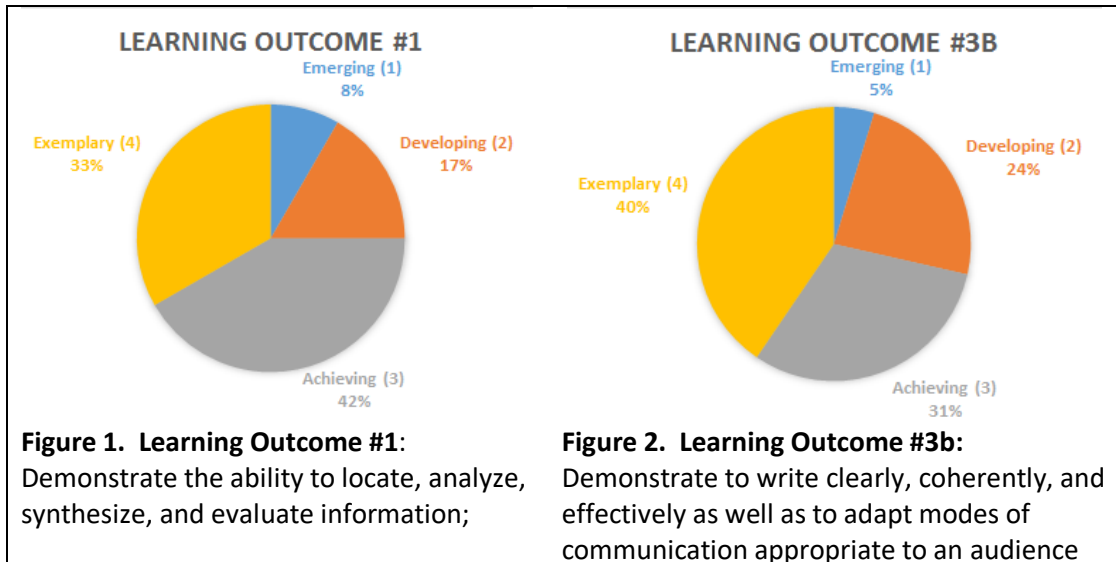 LEARNING OUTCOME #1
Emerging (1)
8%
Developing (2)
17%
Exemplary (4)
33%
Achieving (3)
42%
Figure 1. Learning Outcome #1:
Demonstrate the ability to locate, analyze,
synthesize, and evaluate information;
LEARNING OUTCOME #3B
Emerging (1)
5%
Developing (2)
24%
Exemplary (4)
40%
Achieving (3)
31%
Figure 2. Learning Outcome #3b:
Demonstrate to write clearly, coherently, and
effectively as well as to adapt modes of
communication appropriate to an audience